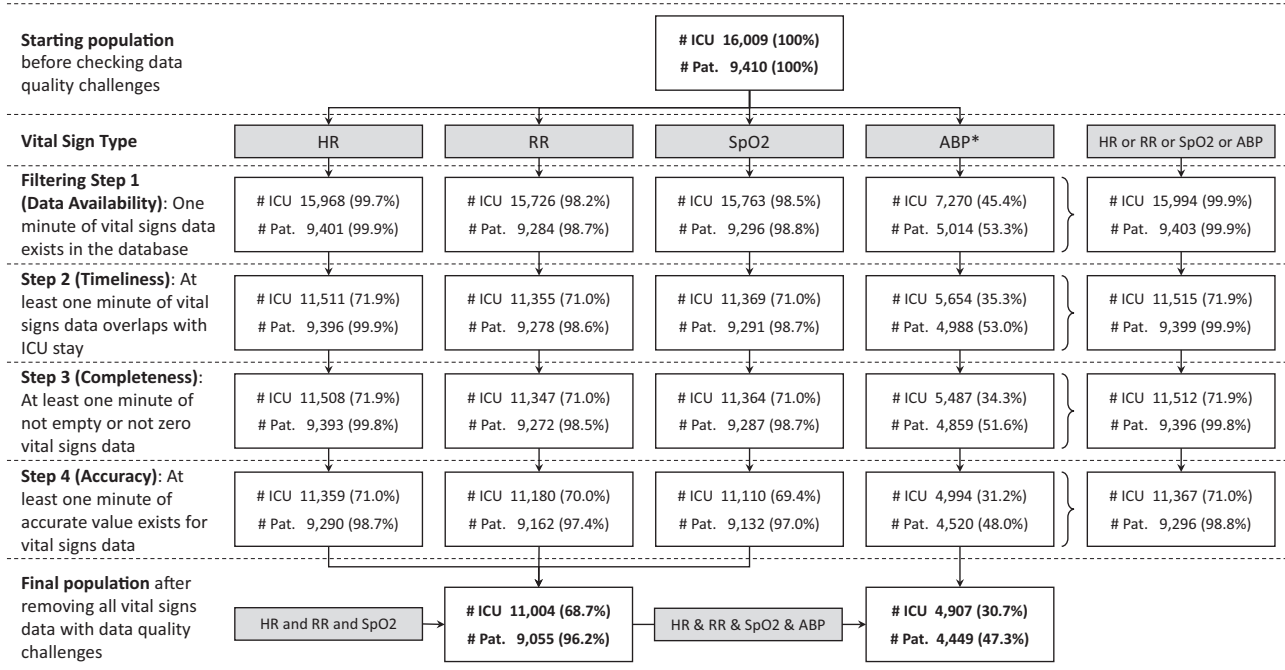 Starting population
before checking data
quality challenges
# ICU 16,009 (100%)
# Pat. 9,410 (100%)
Vital Sign Type
HR
RR
SpO2
ABP*
HR or RR or SpO2 or ABP
Filtering Step 1
(Data Availability): One
minute of vital signs data
exists in the database
# ICU 15,968 (99.7%)
# Pat. 9,401 (99.9%)
# ICU 15,726 (98.2%)
# Pat. 9,284 (98.7%)
# ICU 15,763 (98.5%)
# Pat. 9,296 (98.8%)
# ICU 7,270 (45.4%)
# Pat. 5,014 (53.3%)
# ICU 15,994 (99.9%)
# Pat. 9,403 (99.9%)
Step 2 (Timeliness): At
least one minute of vital
signs data overlaps with
ICU stay
# ICU 11,511 (71.9%)
# Pat. 9,396 (99.9%)
# ICU 11,355 (71.0%)
# Pat. 9,278 (98.6%)
# ICU 11,369 (71.0%)
# Pat. 9,291 (98.7%)
# ICU 5,654 (35.3%)
# Pat. 4,988 (53.0%)
# ICU 11,515 (71.9%)
# Pat. 9,399 (99.9%)
Step 3 (Completeness):
At least one minute of
not empty or not zero
vital signs data
# ICU 11,508 (71.9%)
# Pat. 9,393 (99.8%)
# ICU 11,347 (71.0%)
# Pat. 9,272 (98.5%)
# ICU 11,364 (71.0%)
# Pat. 9,287 (98.7%)
# ICU 5,487 (34.3%)
# Pat. 4,859 (51.6%)
# ICU 11,512 (71.9%)
# Pat. 9,396 (99.8%)
Step 4 (Accuracy): At
least one minute of
accurate value exists for
vital signs data
# ICU 11,359 (71.0%)
# Pat. 9,290 (98.7%)
# ICU 11,180 (70.0%)
# Pat. 9,162 (97.4%)
# ICU 11,110 (69.4%)
# Pat. 9,132 (97.0%)
# ICU 4,994 (31.2%)
# Pat. 4,520 (48.0%)
# ICU 11,367 (71.0%)
# Pat. 9,296 (98.8%)
Final population after
removing all vital signs
data with data quality
challenges
HR and RR and SpO2
# ICU 11,004 (68.7%)
# Pat. 9,055 (96.2%)
HR & RR & SpO2 & ABP
# ICU 4,907 (30.7%)
# Pat. 4,449 (47.3%)